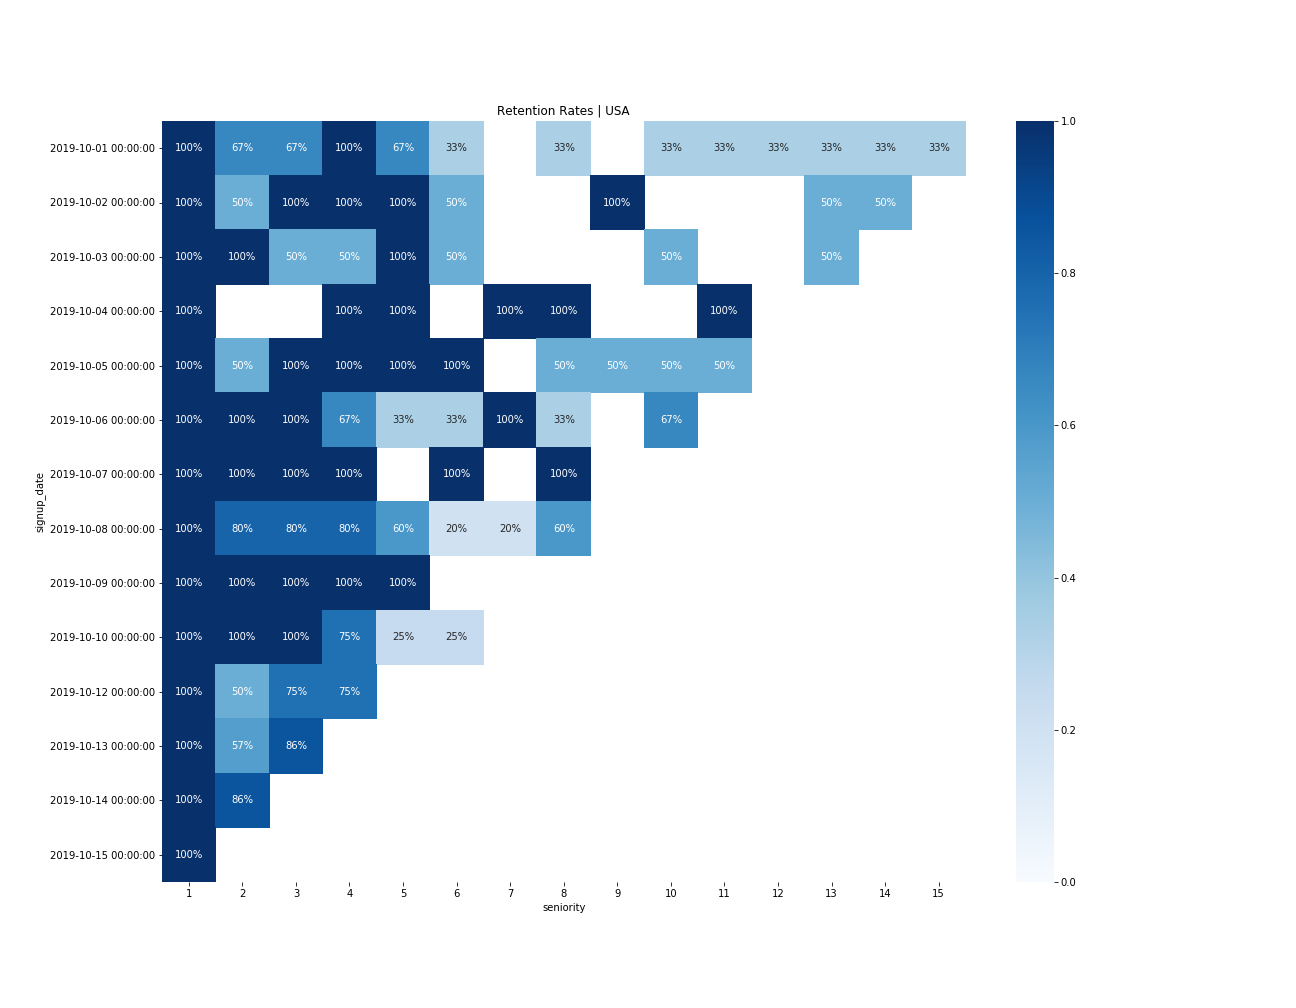 Retention Rates | USA
2019-10-01 00:00:00 100% 67% 67% 100% 67% 33% 33% 33% 33% 33% 33% 33% 33%
2019-10-02 00:00:00 100% 50% 100% 100% 100% 50% 100% 50% 50%
2019-10-03 00:00:00 100% 100% 50% 50% 100% 50% 50% 50%
2019-10-04 00:00:00 100% 100% 100% 100% 100% 100%
2019-10-05 00:00:00 100% 50% 100% 100% 100% 100% 50% 50% 50% 50%
2019-10-06 00:00:00 100% 100% 100% 67% 33% 33% 100% 33% 67%
2019-10-07 00:00:00 100% 100% 100% 100% 100% 100%
2019-10-08 00:00:00 100% 80% 80% 80% 60% 20% 20% 60%
2019-10-09 00:00:00 100% 100% 100% 100% 100%
2019-10-10 00:00:00 100% 100% 100% 75% 25% 25%
2019-10-12 00:00:00 100% 50% 75% 75%
2019-10-13 00:00:00 100% 57% 86%
2019-10-14 00:00:00 100% 86%
2019-10-15 00:00:00 100%
1 2 3 4 5 6 7 8 9 10 11 12 13 14 15
seniority
signup_date
1.0
0.8
0.6
0.4
0.2
0.0